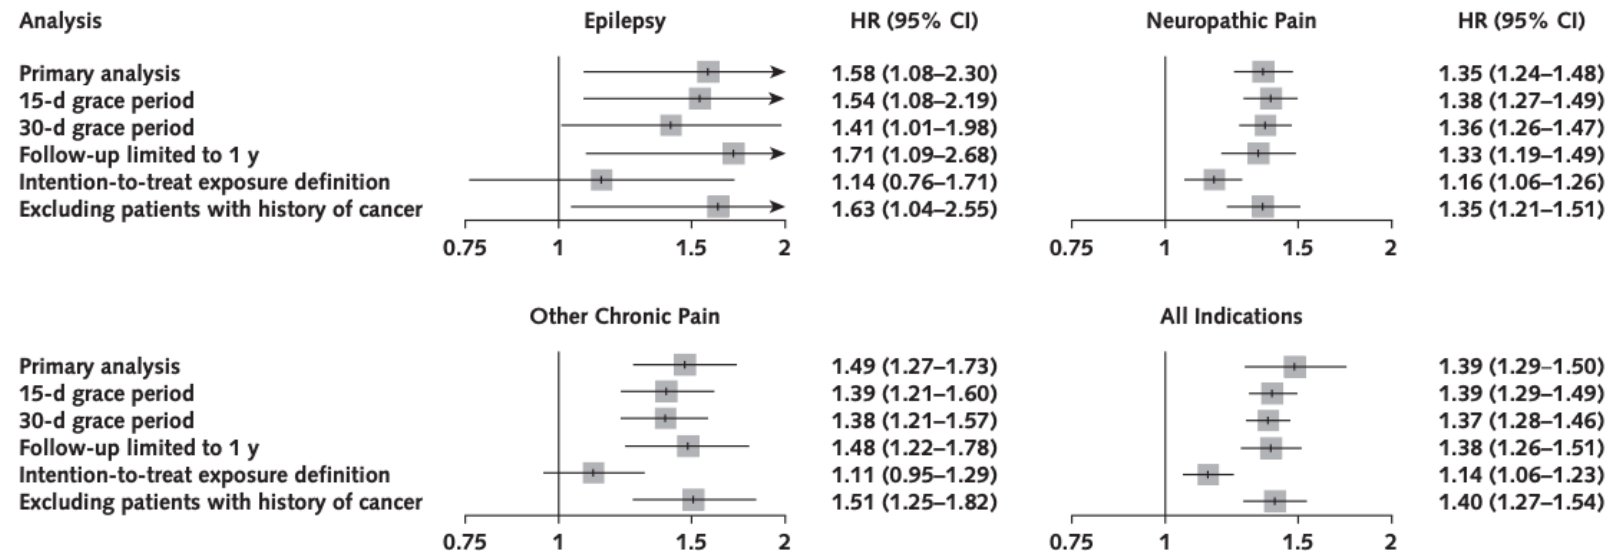 Analysis Epilepsy HR (95% CI) Neuropathic Pain HR (95% CI)
Primary analysis 1.58 (1.08–2.30) 1.35 (1.24–1.48)
15-d grace period 1.54 (1.08–2.19) 1.38 (1.27–1.49)
30-d grace period 1.41 (1.01–1.98) 1.36 (1.26–1.47)
Follow-up limited to 1 y 1.71 (1.09–2.68) 1.33 (1.19–1.49)
Intention-to-treat exposure definition 1.14 (0.76–1.71) 1.16 (1.06–1.26)
Excluding patients with history of cancer 1.63 (1.04–2.55) 1.35 (1.21–1.51)
0.75 1 1.5 2 0.75 1 1.5 2
Other Chronic Pain All Indications
Primary analysis 1.49 (1.27–1.73) 1.39 (1.29–1.50)
15-d grace period 1.39 (1.21–1.60) 1.39 (1.29–1.49)
30-d grace period 1.38 (1.21–1.57) 1.37 (1.28–1.46)
Follow-up limited to 1 y 1.48 (1.22–1.78) 1.38 (1.26–1.51)
Intention-to-treat exposure definition 1.11 (0.95–1.29) 1.14 (1.06–1.23)
Excluding patients with history of cancer 1.51 (1.25–1.82) 1.40 (1.27–1.54)
0.75 1 1.5 2 0.75 1 1.5 2